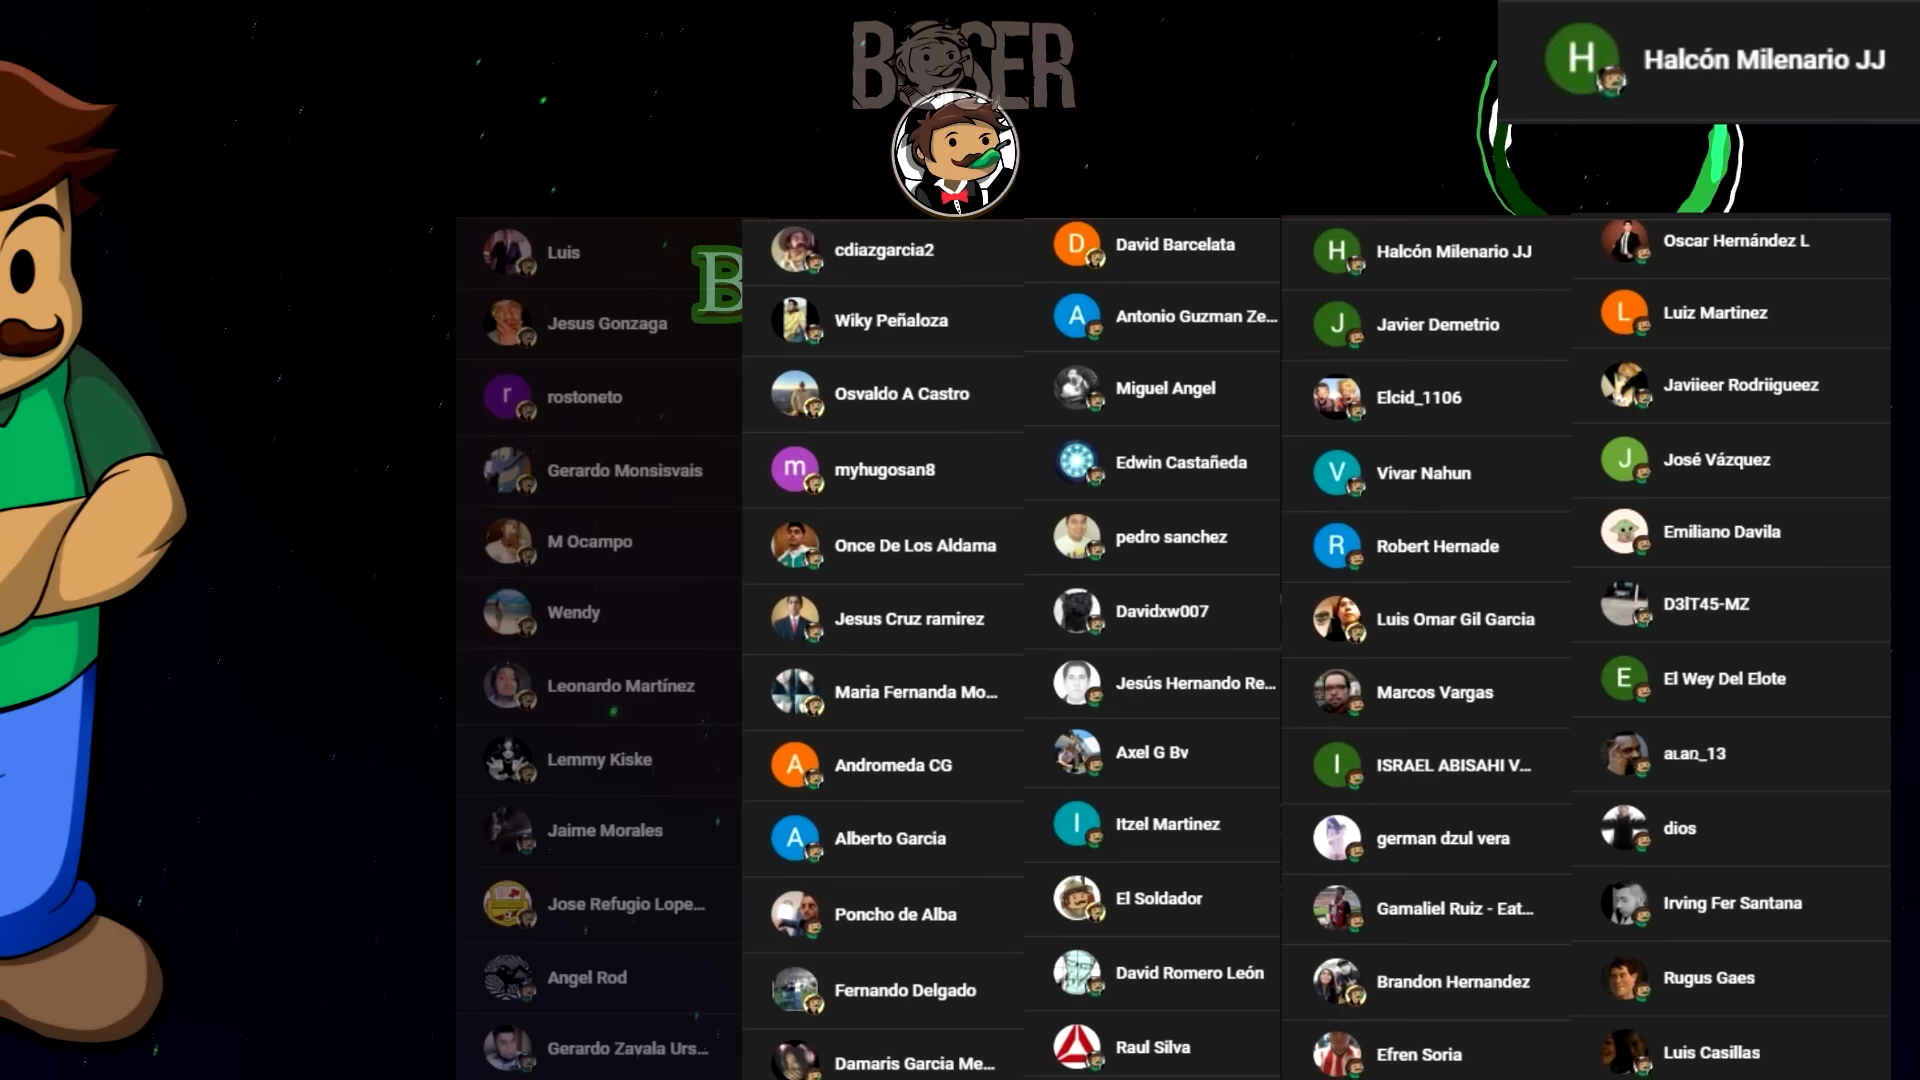 BOSER
H Halcón Milenario JJ
Luis
Jesus Gonzaga
r rostoneto
Gerardo Monsisvais
M Ocampo
Wendy
Leonardo Martínez
Lemmy Kiske
Jaime Morales
Jose Refugio Lope...
Angel Rod
Gerardo Zavala Urs...
B
cdiazgarcia2
Wiky Peñaloza
Osvaldo A Castro
m myhugosan8
Once De Los Aldama
Jesus Cruz ramirez
Maria Fernanda Mo...
A Andromeda CG
A Alberto Garcia
Poncho de Alba
Fernando Delgado
Damaris Garcia Me...
D David Barcelata
A Antonio Guzman Ze...
Miguel Angel
Edwin Castañeda
pedro sanchez
Davidxw007
Jesús Hernando Re...
Axel G Bv
I Itzel Martinez
El Soldador
David Romero León
Raul Silva
H Halcón Milenario JJ
J Javier Demetrio
Elcid_1106
V Vivar Nahun
R Robert Hernade
Luis Omar Gil Garcia
Marcos Vargas
I ISRAEL ABISAHI V...
german dzul vera
Gamaliel Ruiz - Eat...
Brandon Hernandez
Efren Soria
Oscar Hernández L
L Luiz Martinez
Javiieer Rodriigueez
J José Vázquez
Emiliano Davila
D3lT45-MZ
E El Wey Del Elote
aʟan_13
dios
Irving Fer Santana
Rugus Gaes
Luis Casillas